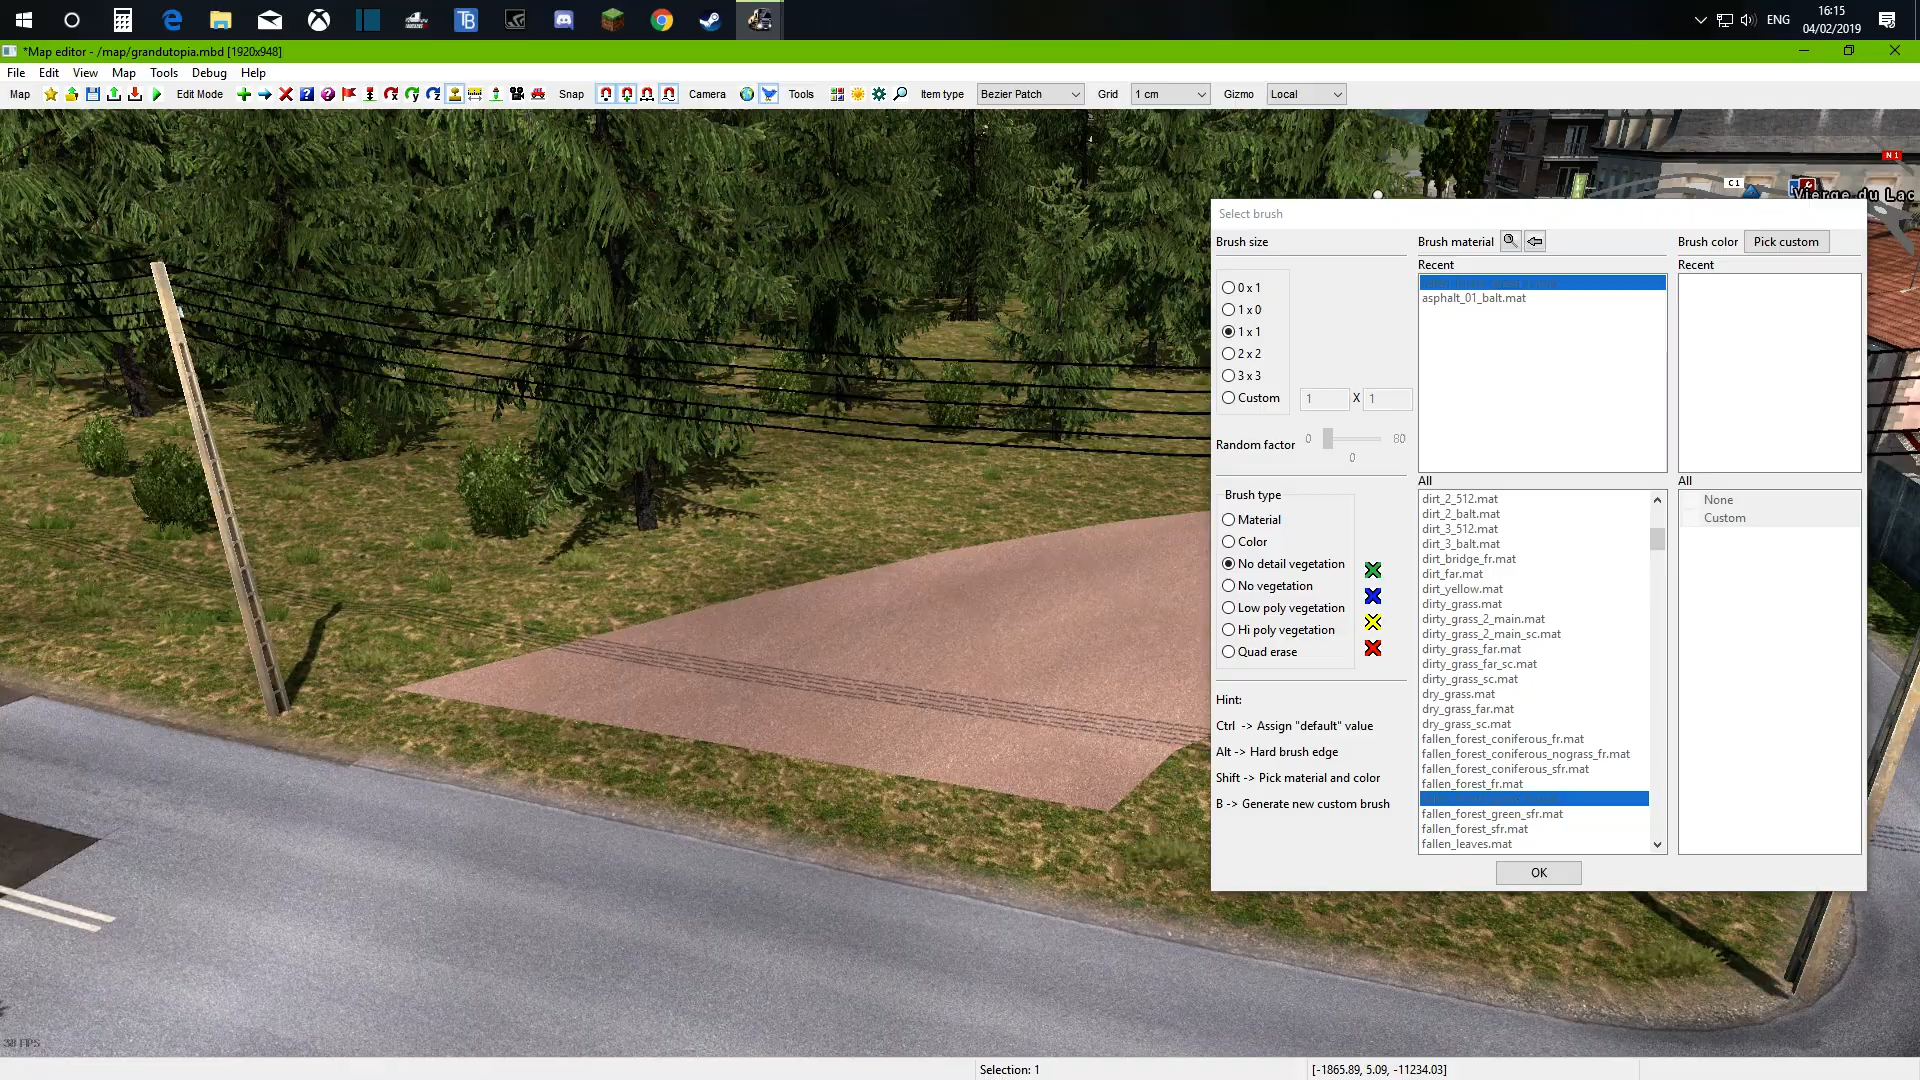 ENG
16:15
04/02/2019
*Map editor - /map/grandutopia.mbd [1920x948]
File Edit View Map Tools Debug Help
Map Edit Mode Snap Camera Tools Item type Bezier Patch Grid 1 cm Gizmo Local
TB
N 1
C 1
Vierge du Lac
Select brush
Brush size
0 x 1
1 x 0
1 x 1
2 x 2
3 x 3
Custom 1 X 1
Random factor 0 80
0
Brush type
Material
Color
No detail vegetation
No vegetation
Low poly vegetation
Hi poly vegetation
Quad erase
Hint:
Ctrl -> Assign "default" value
Alt -> Hard brush edge
Shift -> Pick material and color
B -> Generate new custom brush
Brush material
Recent
asphalt_01_balt.mat
All
dirt_2_512.mat
dirt_2_balt.mat
dirt_3_512.mat
dirt_3_balt.mat
dirt_bridge_fr.mat
dirt_far.mat
dirt_yellow.mat
dirty_grass.mat
dirty_grass_2_main.mat
dirty_grass_2_main_sc.mat
dirty_grass_far.mat
dirty_grass_far_sc.mat
dirty_grass_sc.mat
dry_grass.mat
dry_grass_far.mat
dry_grass_sc.mat
fallen_forest_coniferous_fr.mat
fallen_forest_coniferous_nograss_fr.mat
fallen_forest_coniferous_sfr.mat
fallen_forest_fr.mat
fallen_forest_green_sfr.mat
fallen_forest_sfr.mat
fallen_leaves.mat
Brush color Pick custom
Recent
All
None
Custom
OK
38 FPS
Selection: 1
[-1865.89, 5.09, -11234.03]